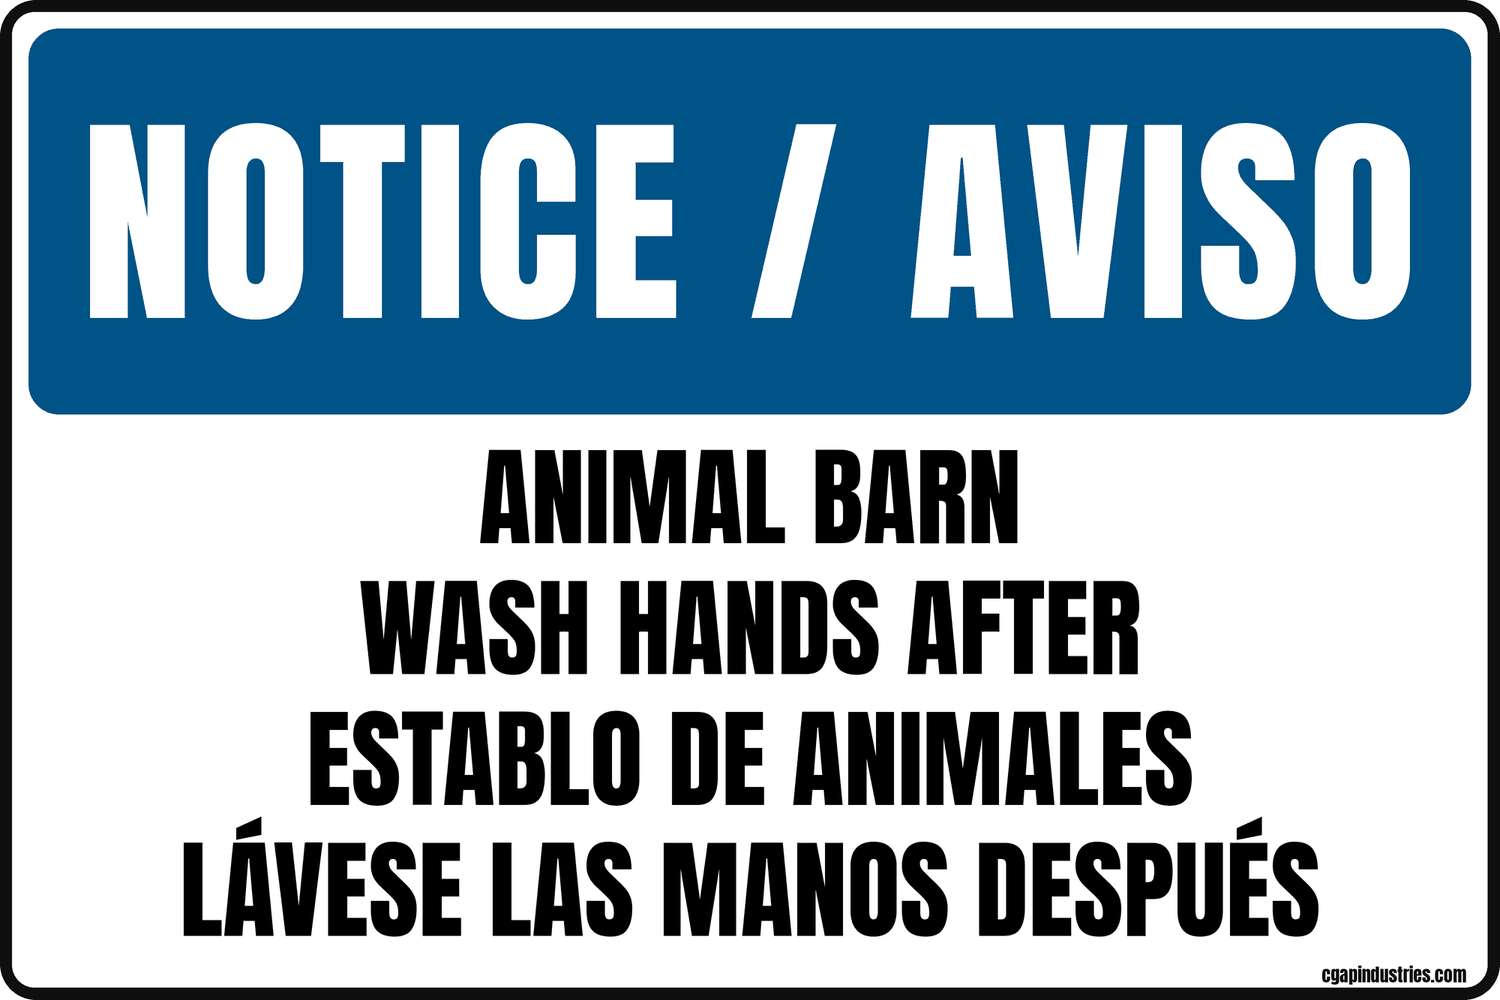 NOTICE / AVISO
ANIMAL BARN
WASH HANDS AFTER
ESTABLO DE ANIMALES
LÁVESE LAS MANOS DESPUÉS
cgapindustries.com